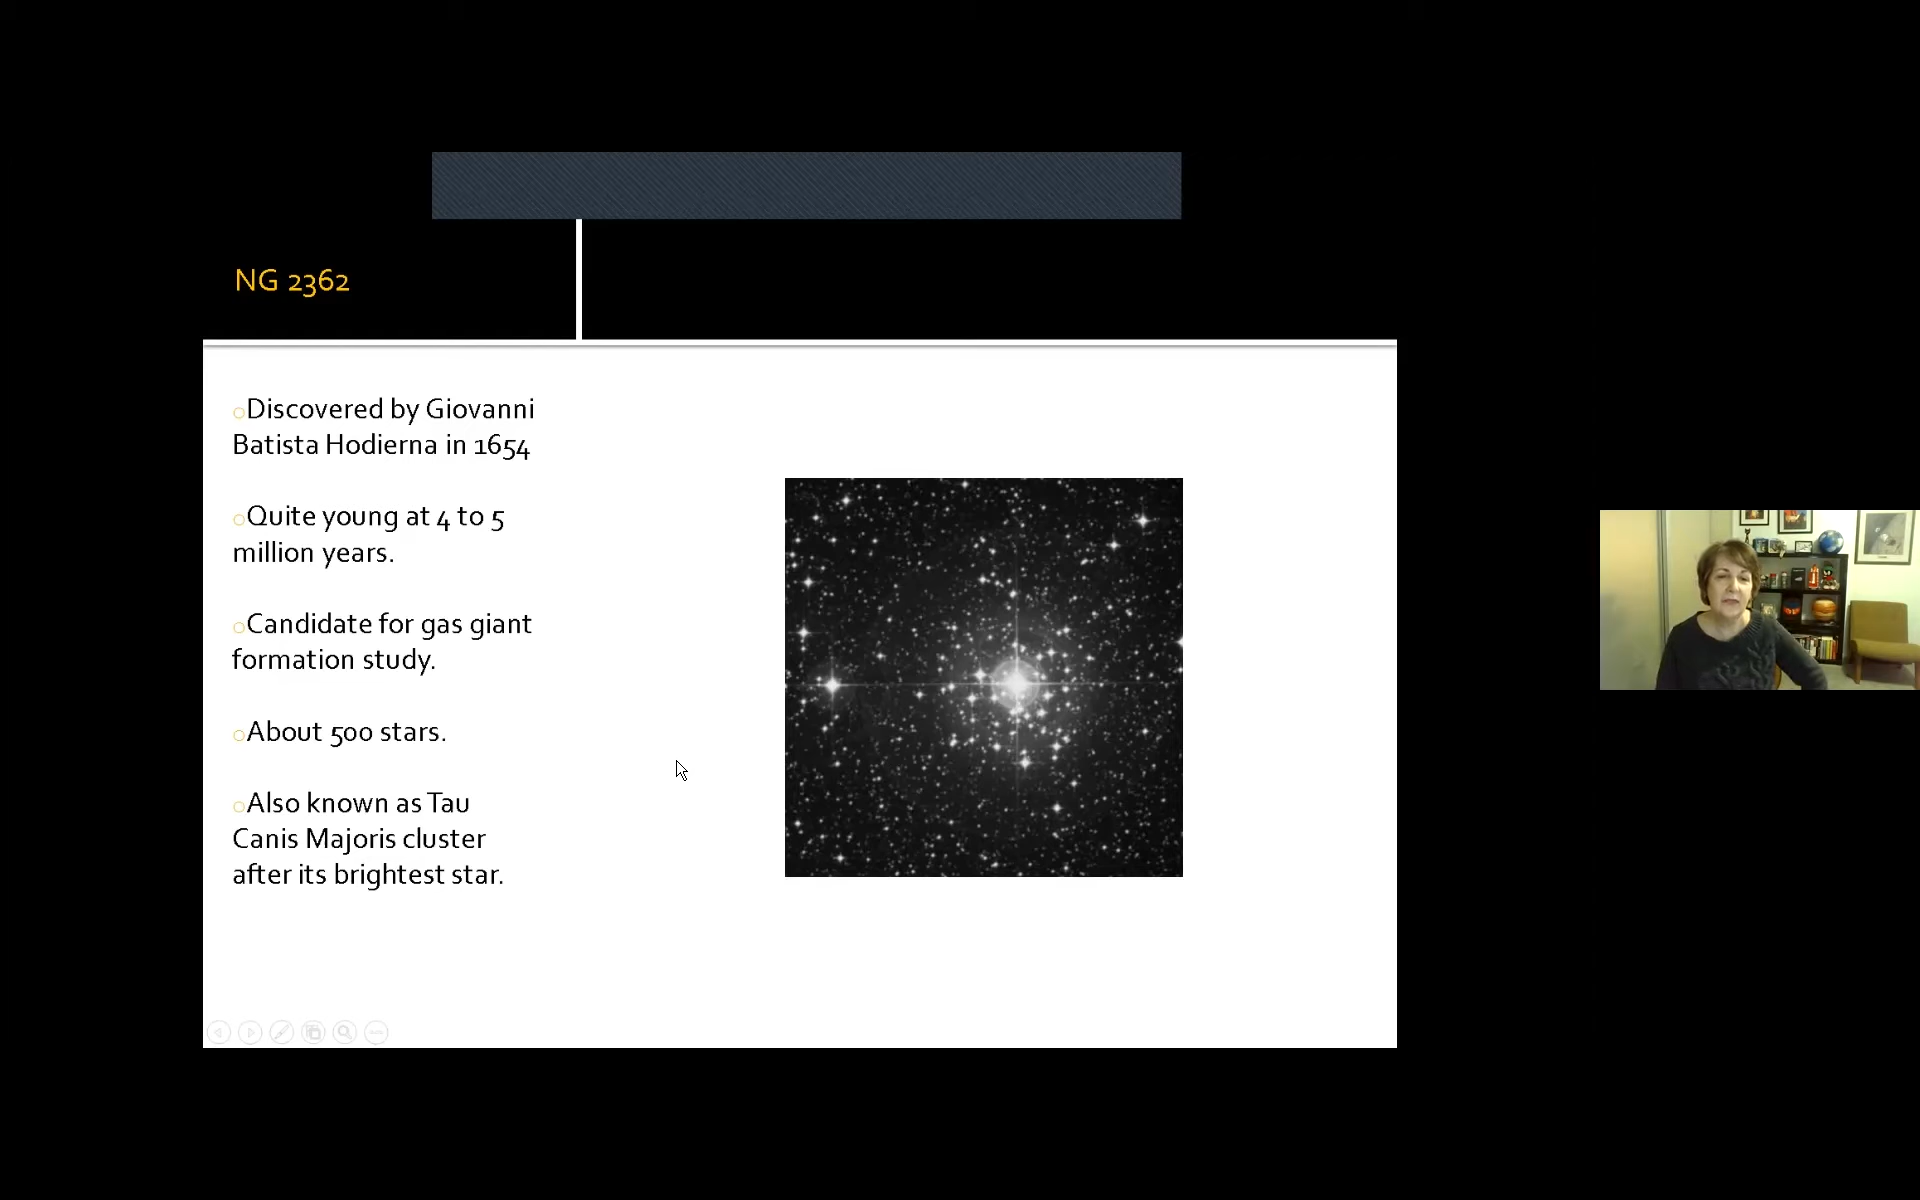 NG 2362
○Discovered by Giovanni
Batista Hodierna in 1654
○Quite young at 4 to 5
million years.
○Candidate for gas giant
formation study.
○About 500 stars.
○Also known as Tau
Canis Majoris cluster
after its brightest star.